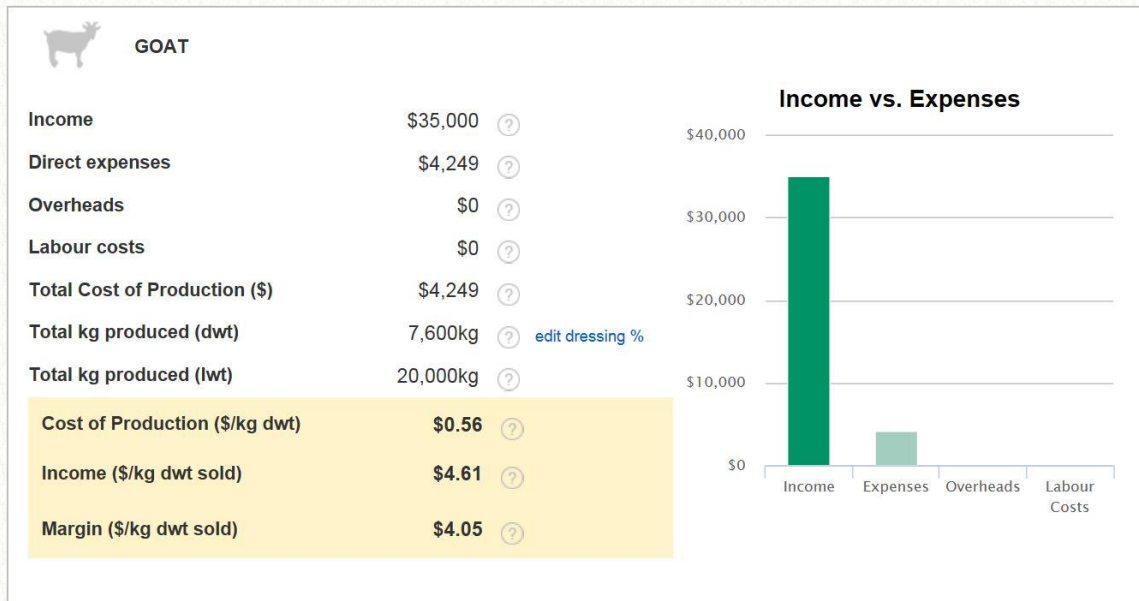 GOAT
Income $35,000 ?
Direct expenses $4,249 ?
Overheads $0 ?
Labour costs $0 ?
Total Cost of Production ($) $4,249 ?
Total kg produced (dwt) 7,600kg ? edit dressing %
Total kg produced (lwt) 20,000kg ?
Cost of Production ($/kg dwt) $0.56 ?
Income ($/kg dwt sold) $4.61 ?
Margin ($/kg dwt sold) $4.05 ?
Income vs. Expenses
$40,000
$30,000
$20,000
$10,000
$0
Income Expenses Overheads Labour
Costs